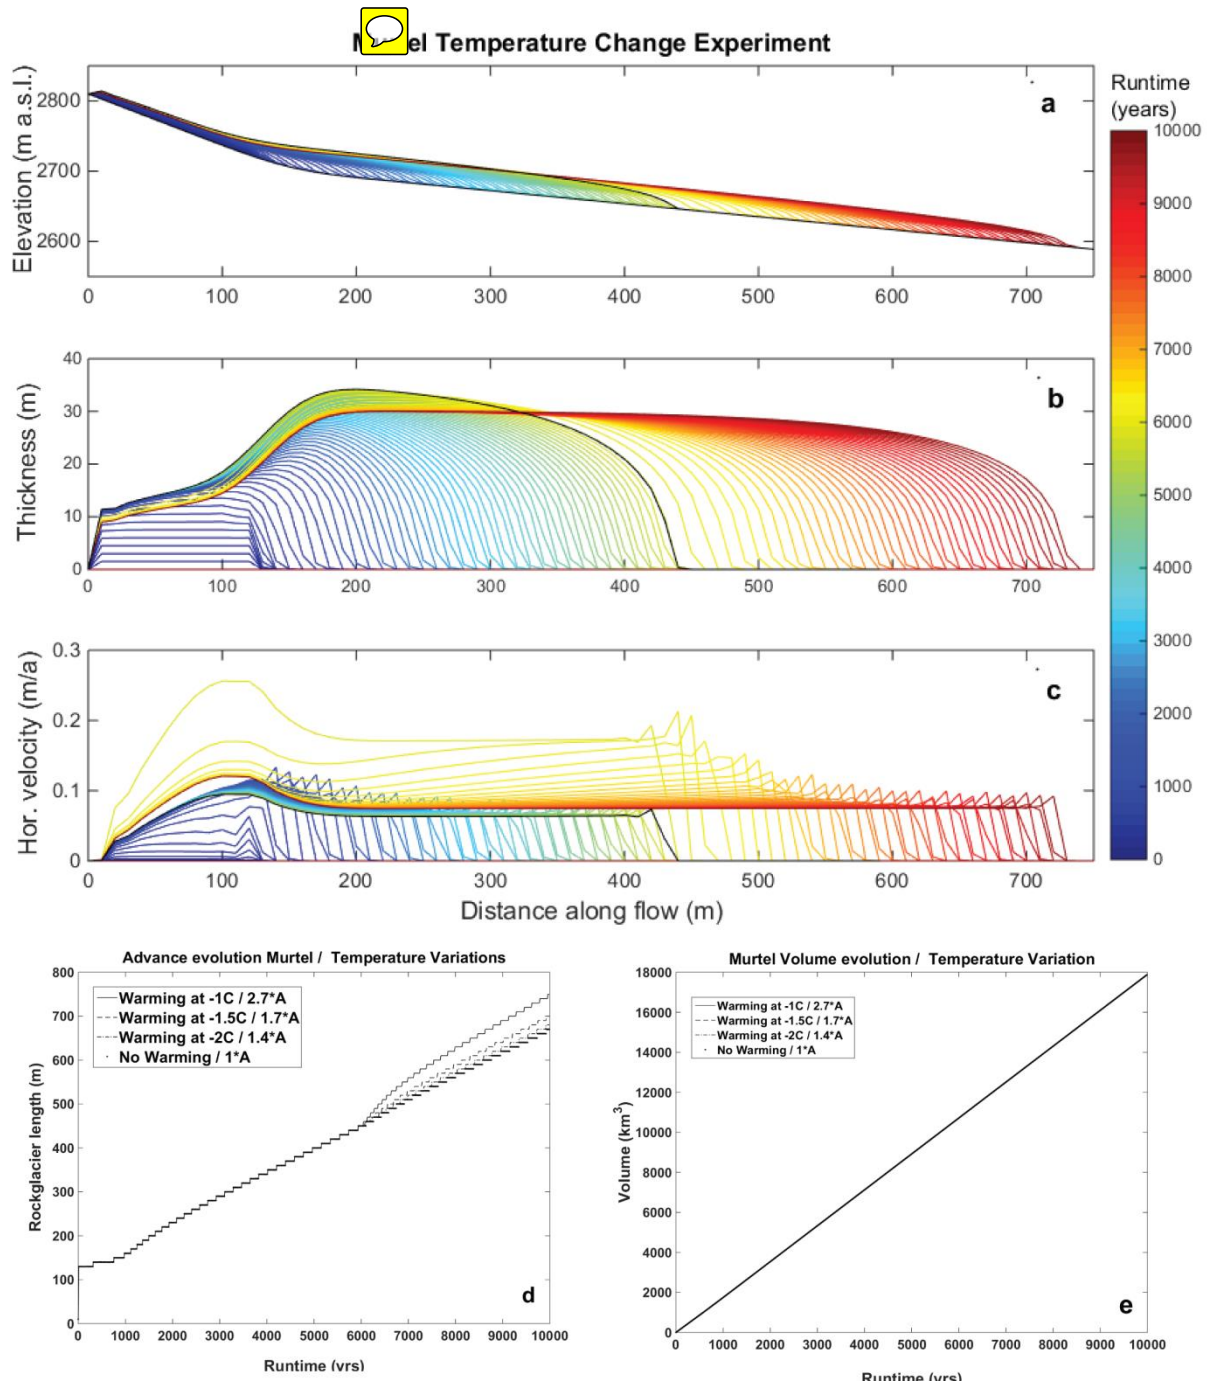 M el Temperature Change Experiment
Elevation (m a.s.l.)
2800
2700
2600
a
0 100 200 300 400 500 600 700
Runtime
(years)
10000
9000
8000
7000
6000
5000
4000
3000
2000
1000
0
Thickness (m)
40
30
20
10
0
b
0 100 200 300 400 500 600 700
Hor. velocity (m/a)
0.3
0.2
0.1
0
c
0 100 200 300 400 500 600 700
Distance along flow (m)
Advance evolution Murtel / Temperature Variations
Rockglacier length (m)
800
700
600
500
400
300
200
100
0
Warming at -1C / 2.7*A
Warming at -1.5C / 1.7*A
Warming at -2C / 1.4*A
No Warming / 1*A
d
0 1000 2000 3000 4000 5000 6000 7000 8000 9000 10000
Runtime (yrs)
Murtel Volume evolution / Temperature Variation
Volume (km³)
18000
16000
14000
12000
10000
8000
6000
4000
2000
0
Warming at -1C / 2.7*A
Warming at -1.5C / 1.7*A
Warming at -2C / 1.4*A
No Warming / 1*A
e
0 1000 2000 3000 4000 5000 6000 7000 8000 9000 10000
Runtime (yrs)